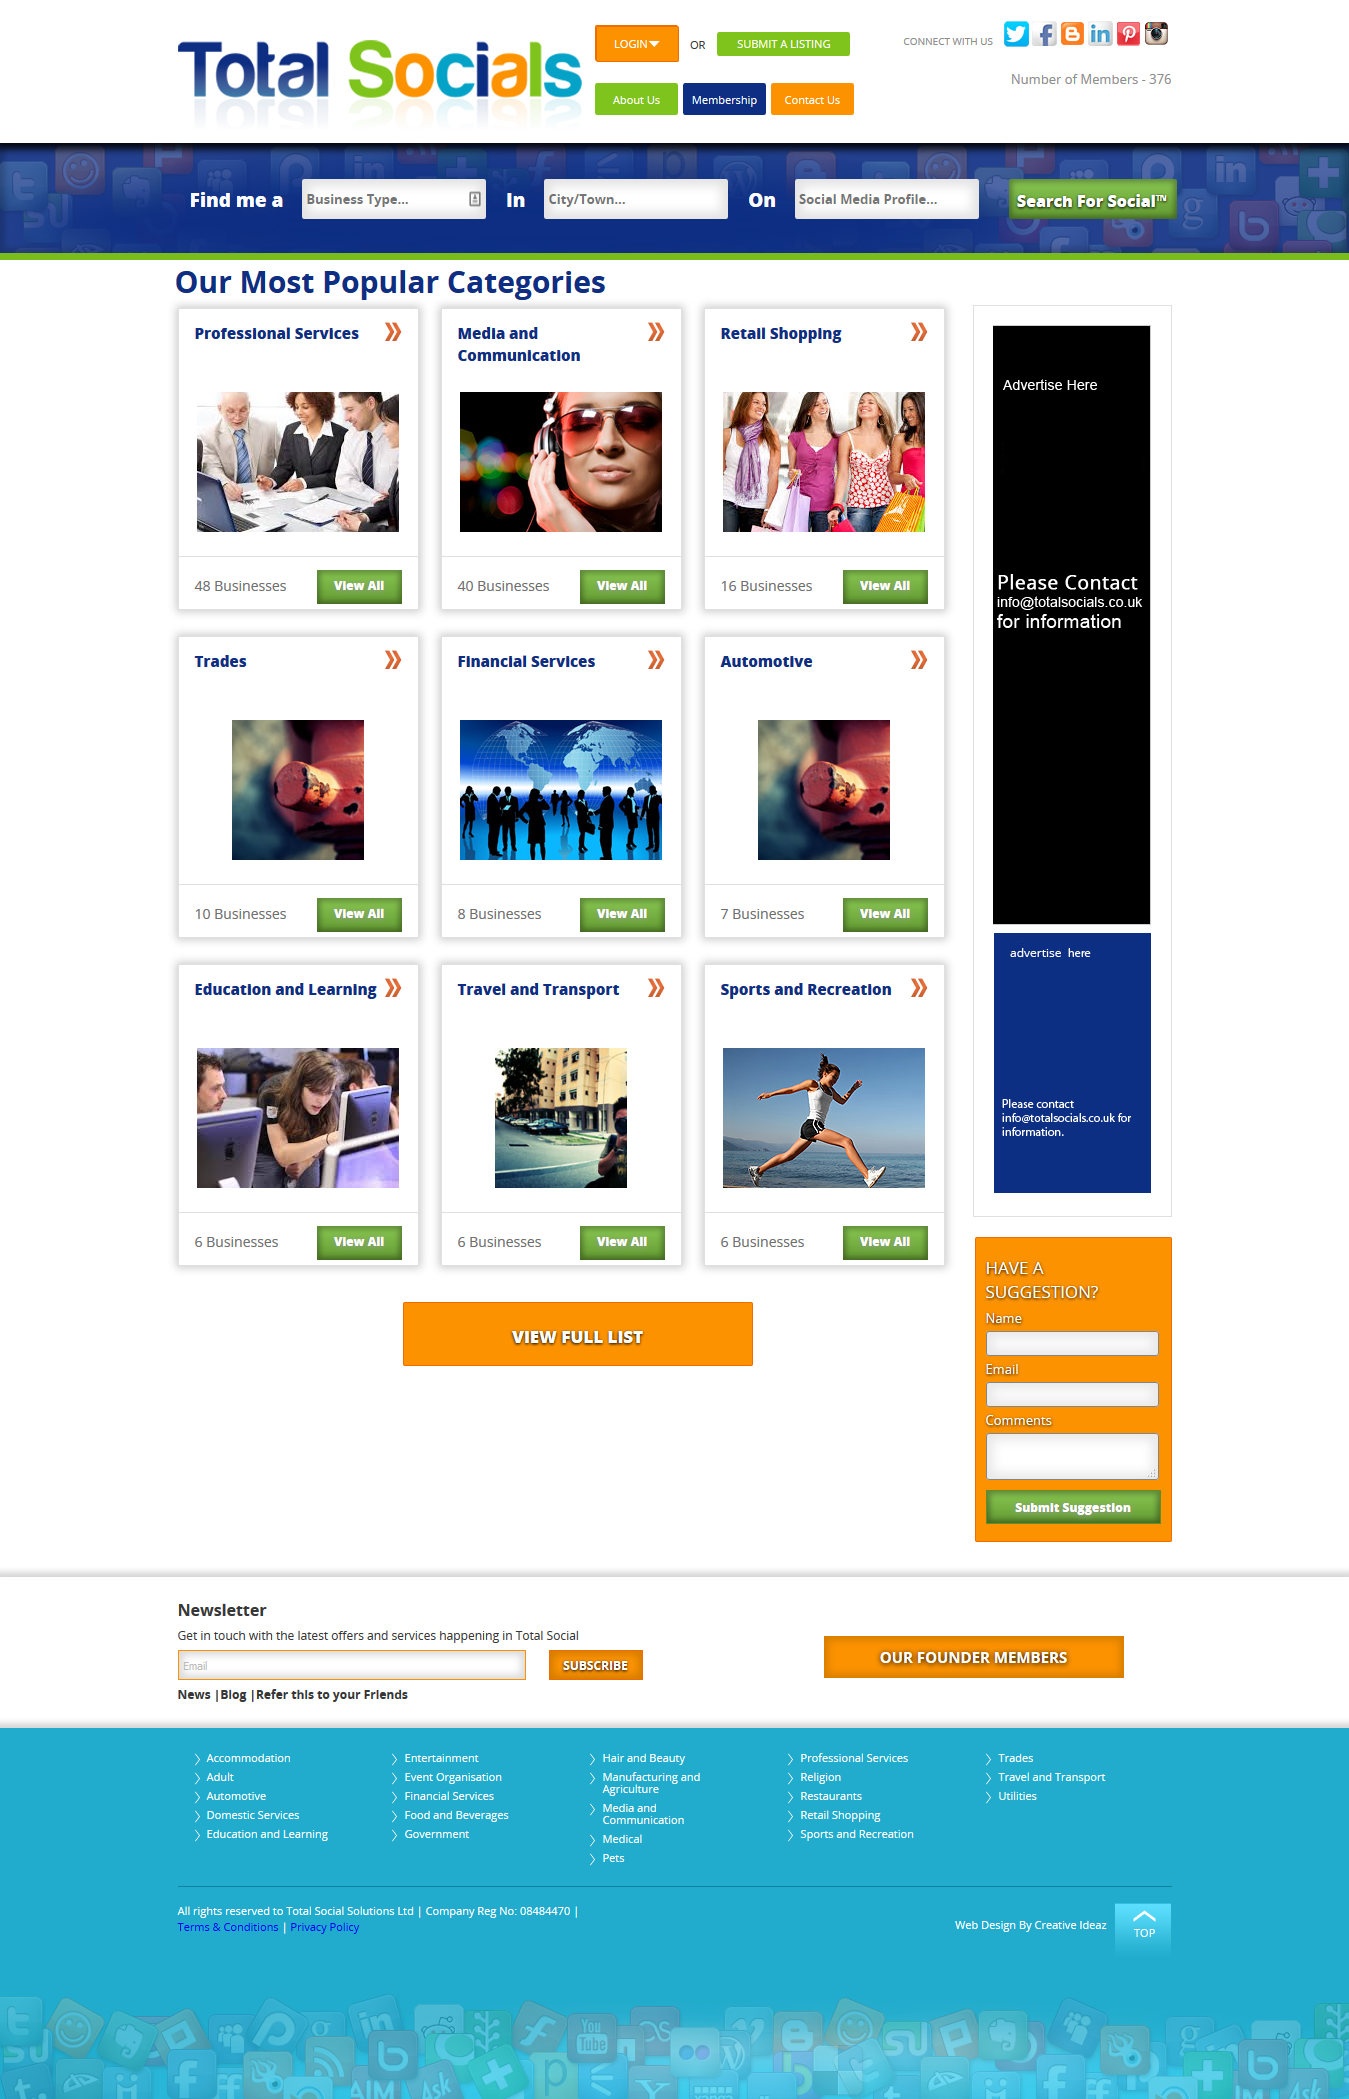 Total Socials
LOGIN
OR
SUBMIT A LISTING
CONNECT WITH US
Number of Members - 376
About Us
Membership
Contact Us
Find me a
Business Type...
In
City/Town...
On
Social Media Profile...
Search For Social™
Our Most Popular Categories
Professional Services
48 Businesses
View All
Media and
Communication
40 Businesses
View All
Retail Shopping
16 Businesses
View All
Trades
10 Businesses
View All
Financial Services
8 Businesses
View All
Automotive
7 Businesses
View All
Education and Learning
6 Businesses
View All
Travel and Transport
6 Businesses
View All
Sports and Recreation
6 Businesses
View All
VIEW FULL LIST
Advertise Here
Please Contact
info@totalsocials.co.uk
for information
advertise here
Please contact
info@totalsocials.co.uk for
information.
HAVE A
SUGGESTION?
Name
Email
Comments
Submit Suggestion
Newsletter
Get in touch with the latest offers and services happening in Total Social
Email
SUBSCRIBE
News |Blog |Refer this to your Friends
OUR FOUNDER MEMBERS
Accommodation
Adult
Automotive
Domestic Services
Education and Learning
Entertainment
Event Organisation
Financial Services
Food and Beverages
Government
Hair and Beauty
Manufacturing and
Agriculture
Media and
Communication
Medical
Pets
Professional Services
Religion
Restaurants
Retail Shopping
Sports and Recreation
Trades
Travel and Transport
Utilities
All rights reserved to Total Social Solutions Ltd | Company Reg No: 08484470 |
Terms & Conditions | Privacy Policy
Web Design By Creative Ideaz
TOP
You
Tube
AIM
Ask